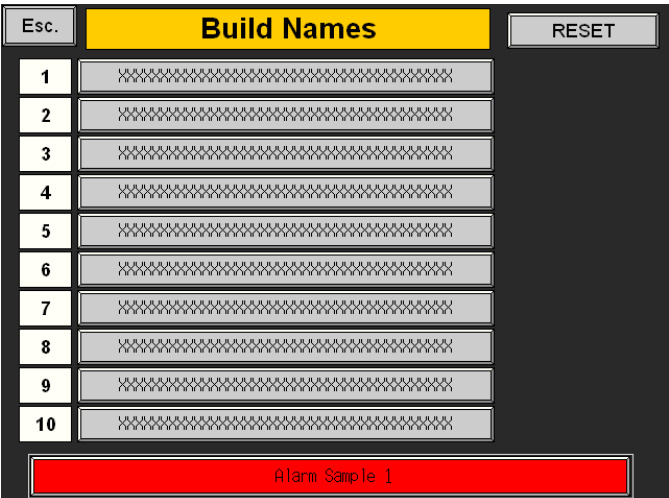 Esc.
Build Names
RESET
1 XXXXXXXXXXXXXXXXXXXXXXXXXXXXXXXXXXXXXXXX
2 XXXXXXXXXXXXXXXXXXXXXXXXXXXXXXXXXXXXXXXX
3 XXXXXXXXXXXXXXXXXXXXXXXXXXXXXXXXXXXXXXXX
4 XXXXXXXXXXXXXXXXXXXXXXXXXXXXXXXXXXXXXXXX
5 XXXXXXXXXXXXXXXXXXXXXXXXXXXXXXXXXXXXXXXX
6 XXXXXXXXXXXXXXXXXXXXXXXXXXXXXXXXXXXXXXXX
7 XXXXXXXXXXXXXXXXXXXXXXXXXXXXXXXXXXXXXXXX
8 XXXXXXXXXXXXXXXXXXXXXXXXXXXXXXXXXXXXXXXX
9 XXXXXXXXXXXXXXXXXXXXXXXXXXXXXXXXXXXXXXXX
10 XXXXXXXXXXXXXXXXXXXXXXXXXXXXXXXXXXXXXXXX
Alarm Sample 1